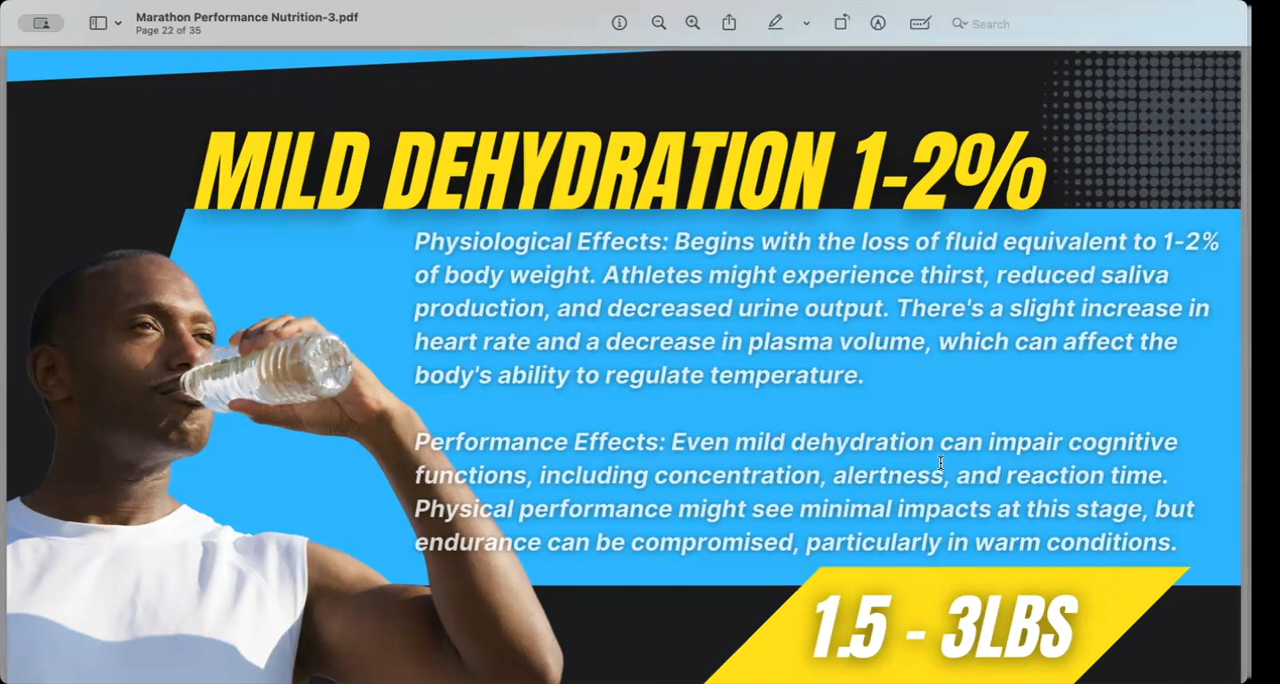 Marathon Performance Nutrition-3.pdf
Page 22 of 35
Search
MILD DEHYDRATION 1-2%
Physiological Effects: Begins with the loss of fluid equivalent to 1-2%
of body weight. Athletes might experience thirst, reduced saliva
production, and decreased urine output. There's a slight increase in
heart rate and a decrease in plasma volume, which can affect the
body's ability to regulate temperature.
Performance Effects: Even mild dehydration can impair cognitive
functions, including concentration, alertness, and reaction time.
Physical performance might see minimal impacts at this stage, but
endurance can be compromised, particularly in warm conditions.
1.5 - 3LBS